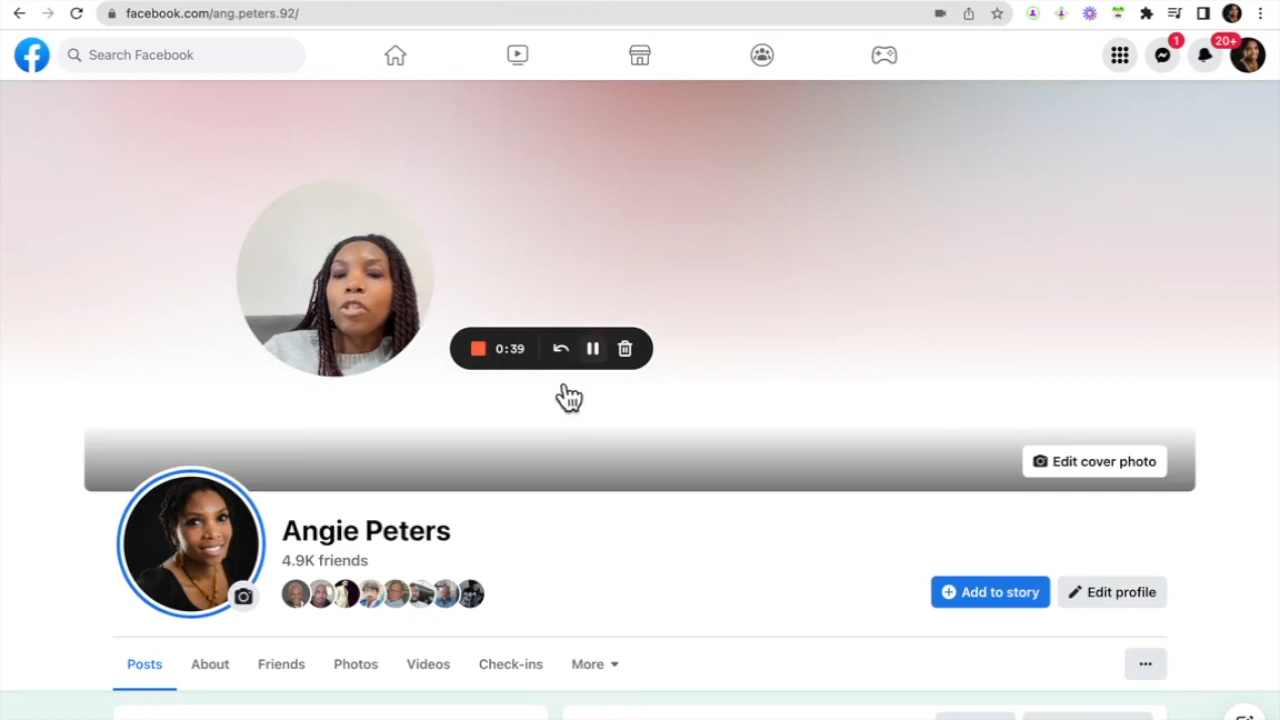 facebook.com/ang.peters.92/
Search Facebook
1
20+
0:39
Edit cover photo
Angie Peters
4.9K friends
Add to story
Edit profile
Posts
About
Friends
Photos
Videos
Check-ins
More